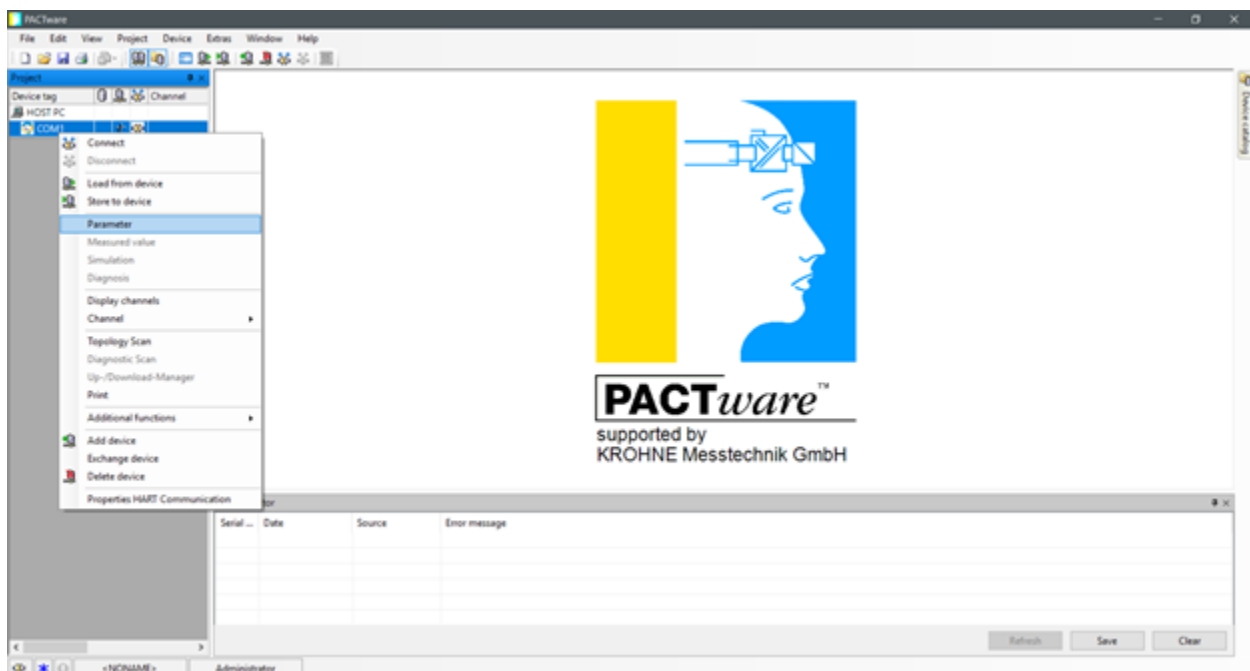 PACTware
File Edit View Project Device Extras Window Help
Project
Device tag Channel
HOST PC
COM1
Connect
Disconnect
Load from device
Store to device
Parameter
Measured value
Simulation
Diagnosis
Display channels
Channel
Topology Scan
Diagnostic Scan
Up-/Download-Manager
Print
Additional functions
Add device
Exchange device
Delete device
Properties HART Communication
Device catalog
PACTware™
supported by
KROHNE Messtechnik GmbH
Serial ... Date Source Error message
Refresh Save Clear
<NONAME> Administrator